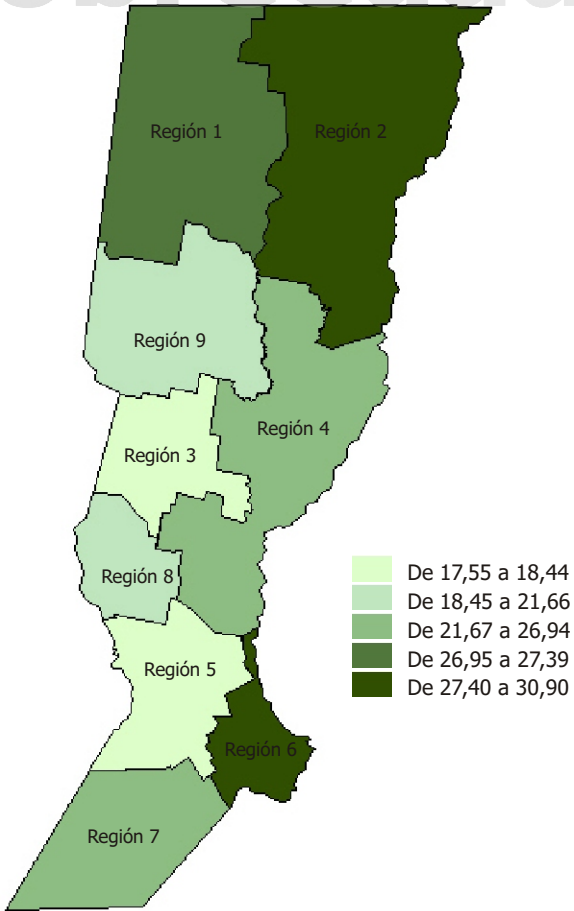 Región 1
Región 2
Región 9
Región 4
Región 3
Región 8
Región 5
Región 6
Región 7
De 17,55 a 18,44
De 18,45 a 21,66
De 21,67 a 26,94
De 26,95 a 27,39
De 27,40 a 30,90